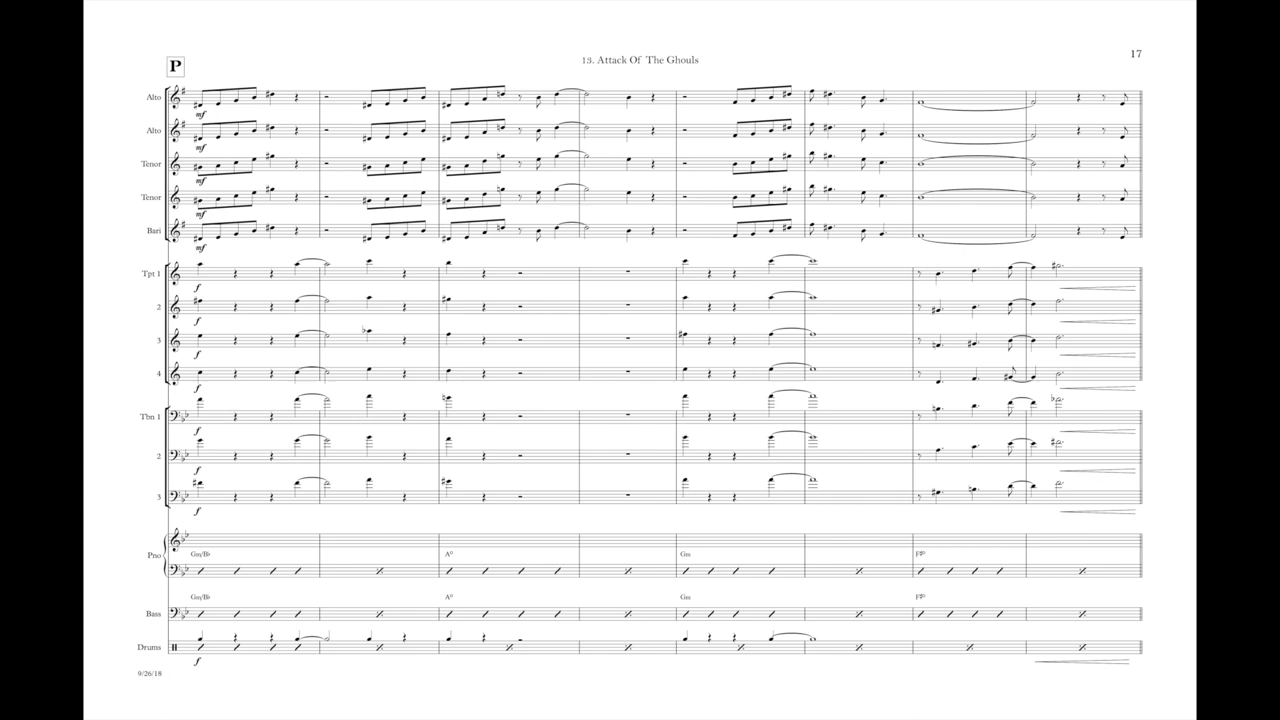 17
13. Attack Of The Ghouls
P
Alto
mf
Alto
mf
Tenor
mf
Tenor
mf
Bari
mf
Tpt 1
f
2
f
3
f
4
f
Tbn 1
f
2
f
3
f
Pno
Gm/B♭ A° Gm F♯°
Gm/B♭ A° Gm F♯°
Bass
Drums
f
9/26/18